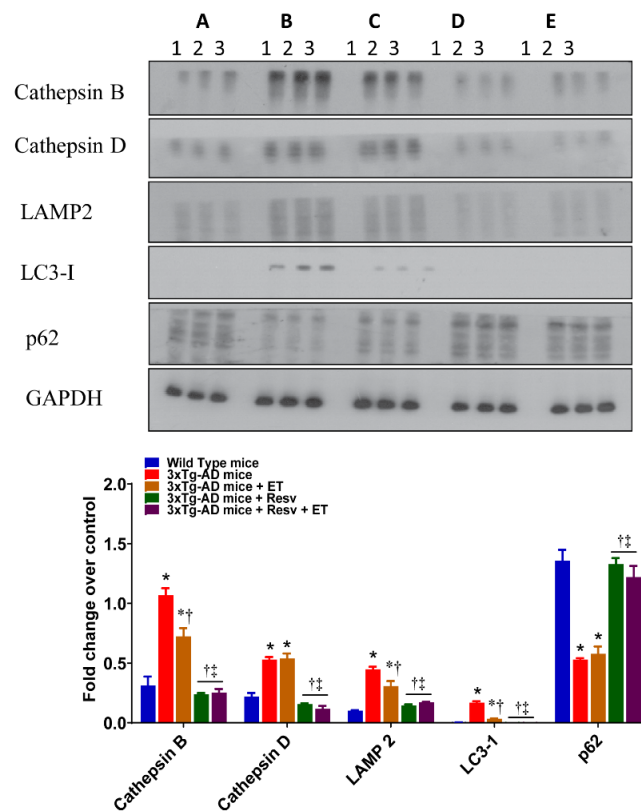 A B C D E
1 2 3 1 2 3 1 2 3 1 2 3 1 2 3
Cathepsin B
Cathepsin D
LAMP2
LC3-I
p62
GAPDH
Wild Type mice
3xTg-AD mice
3xTg-AD mice + ET
3xTg-AD mice + Resv
3xTg-AD mice + Resv + ET
Fold change over control
2.0
1.5
1.0
0.5
0.0
* *† †‡
* * †‡
* *† †‡
* *† †‡
* * †‡
Cathepsin B
Cathepsin D
LAMP 2
LC3-1
p62